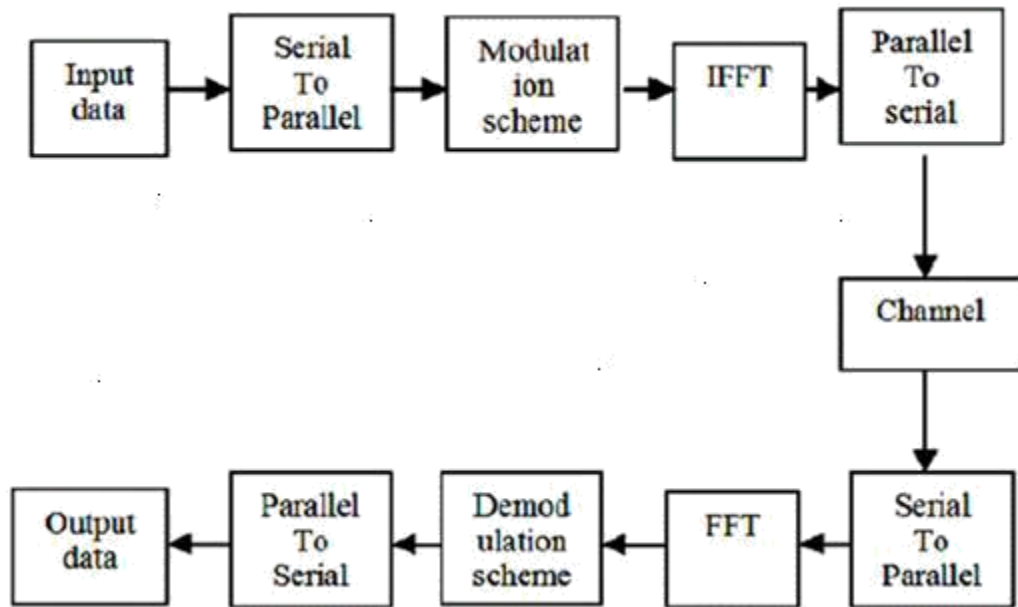 Input
data
Serial
To
Parallel
Modulat
ion
scheme
IFFT
Parallel
To
serial
Channel
Serial
To
Parallel
FFT
Demod
ulation
scheme
Parallel
To
Serial
Output
data